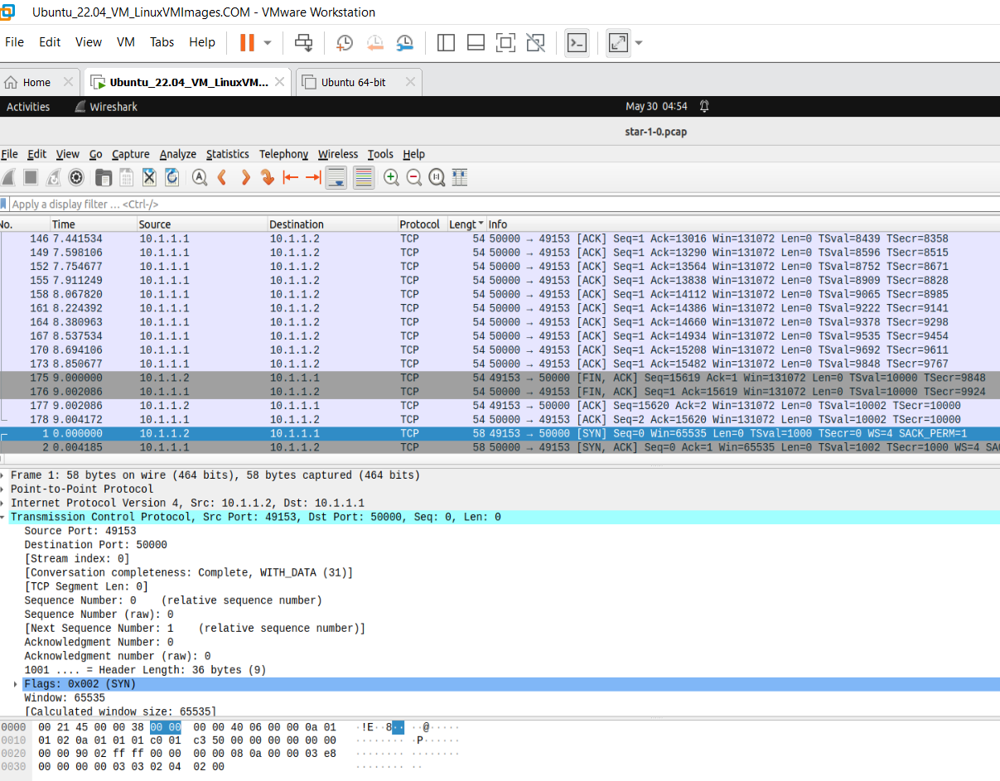 Ubuntu_22.04_VM_LinuxVMImages.COM - VMware Workstation
File Edit View VM Tabs Help
Home Ubuntu_22.04_VM_LinuxVM... Ubuntu 64-bit
Activities Wireshark May 30 04:54
star-1-0.pcap
File Edit View Go Capture Analyze Statistics Telephony Wireless Tools Help
Apply a display filter ... <Ctrl-/>
No. Time Source Destination Protocol Lengt Info
146 7.441534 10.1.1.1 10.1.1.2 TCP 54 50000 → 49153 [ACK] Seq=1 Ack=13016 Win=131072 Len=0 TSval=8439 TSecr=8358
149 7.598106 10.1.1.1 10.1.1.2 TCP 54 50000 → 49153 [ACK] Seq=1 Ack=13290 Win=131072 Len=0 TSval=8596 TSecr=8515
152 7.754677 10.1.1.1 10.1.1.2 TCP 54 50000 → 49153 [ACK] Seq=1 Ack=13564 Win=131072 Len=0 TSval=8752 TSecr=8671
155 7.911249 10.1.1.1 10.1.1.2 TCP 54 50000 → 49153 [ACK] Seq=1 Ack=13838 Win=131072 Len=0 TSval=8909 TSecr=8828
158 8.067820 10.1.1.1 10.1.1.2 TCP 54 50000 → 49153 [ACK] Seq=1 Ack=14112 Win=131072 Len=0 TSval=9065 TSecr=8985
161 8.224392 10.1.1.1 10.1.1.2 TCP 54 50000 → 49153 [ACK] Seq=1 Ack=14386 Win=131072 Len=0 TSval=9222 TSecr=9141
164 8.380963 10.1.1.1 10.1.1.2 TCP 54 50000 → 49153 [ACK] Seq=1 Ack=14660 Win=131072 Len=0 TSval=9378 TSecr=9298
167 8.537534 10.1.1.1 10.1.1.2 TCP 54 50000 → 49153 [ACK] Seq=1 Ack=14934 Win=131072 Len=0 TSval=9535 TSecr=9454
170 8.694106 10.1.1.1 10.1.1.2 TCP 54 50000 → 49153 [ACK] Seq=1 Ack=15208 Win=131072 Len=0 TSval=9692 TSecr=9611
173 8.850677 10.1.1.1 10.1.1.2 TCP 54 50000 → 49153 [ACK] Seq=1 Ack=15482 Win=131072 Len=0 TSval=9848 TSecr=9767
175 9.000000 10.1.1.2 10.1.1.1 TCP 54 49153 → 50000 [FIN, ACK] Seq=15619 Ack=1 Win=131072 Len=0 TSval=10000 TSecr=9848
176 9.002086 10.1.1.1 10.1.1.2 TCP 54 50000 → 49153 [FIN, ACK] Seq=1 Ack=15619 Win=131072 Len=0 TSval=10000 TSecr=9924
177 9.002086 10.1.1.2 10.1.1.1 TCP 54 49153 → 50000 [ACK] Seq=15620 Ack=2 Win=131072 Len=0 TSval=10002 TSecr=10000
178 9.004172 10.1.1.1 10.1.1.2 TCP 54 50000 → 49153 [ACK] Seq=2 Ack=15620 Win=131072 Len=0 TSval=10002 TSecr=10000
1 0.000000 10.1.1.2 10.1.1.1 TCP 58 49153 → 50000 [SYN] Seq=0 Win=65535 Len=0 TSval=1000 TSecr=0 WS=4 SACK_PERM=1
2 0.004185 10.1.1.1 10.1.1.2 TCP 58 50000 → 49153 [SYN, ACK] Seq=0 Ack=1 Win=65535 Len=0 TSval=1002 TSecr=1000 WS=4 SAC
Frame 1: 58 bytes on wire (464 bits), 58 bytes captured (464 bits)
Point-to-Point Protocol
Internet Protocol Version 4, Src: 10.1.1.2, Dst: 10.1.1.1
Transmission Control Protocol, Src Port: 49153, Dst Port: 50000, Seq: 0, Len: 0
Source Port: 49153
Destination Port: 50000
[Stream index: 0]
[Conversation completeness: Complete, WITH_DATA (31)]
[TCP Segment Len: 0]
Sequence Number: 0 (relative sequence number)
Sequence Number (raw): 0
[Next Sequence Number: 1 (relative sequence number)]
Acknowledgment Number: 0
Acknowledgment number (raw): 0
1001 .... = Header Length: 36 bytes (9)
Flags: 0x002 (SYN)
Window: 65535
[Calculated window size: 65535]
0000 00 21 45 00 00 38 00 00 00 00 40 06 00 00 0a 01 ·!E··8·· ··@·····
0010 01 02 0a 01 01 01 c0 01 c3 50 00 00 00 00 00 00 ········ ·P······
0020 00 00 90 02 ff ff 00 00 00 00 08 0a 00 00 03 e8 ········ ········
0030 00 00 00 00 03 03 02 04 02 00 ········ ··